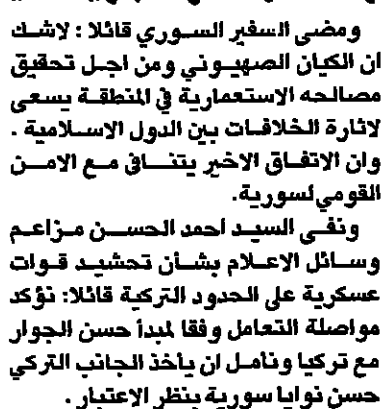 ومضى السفير السوري قائلا : لاشك
ان الكيان الصهيوني ومن اجل تحقيق
مصالحه الاستعمارية في المنطقة يسعى
لاثارة الخلافات بين الدول الاسلامية .
وان الاتفاق الاخير يتنافى مع الامن
القومي لسورية.
ونفى السيد احمد الحسن مزاعم
وسائل الاعلام بشأن تحشيد قوات
عسكرية على الحدود التركية قائلا: نؤكد
مواصلة التعامل وفقا لمبدأ حسن الجوار
مع تركيا ونأمل ان يأخذ الجانب التركي
حسن نوايا سورية بنظر الإعتبار .